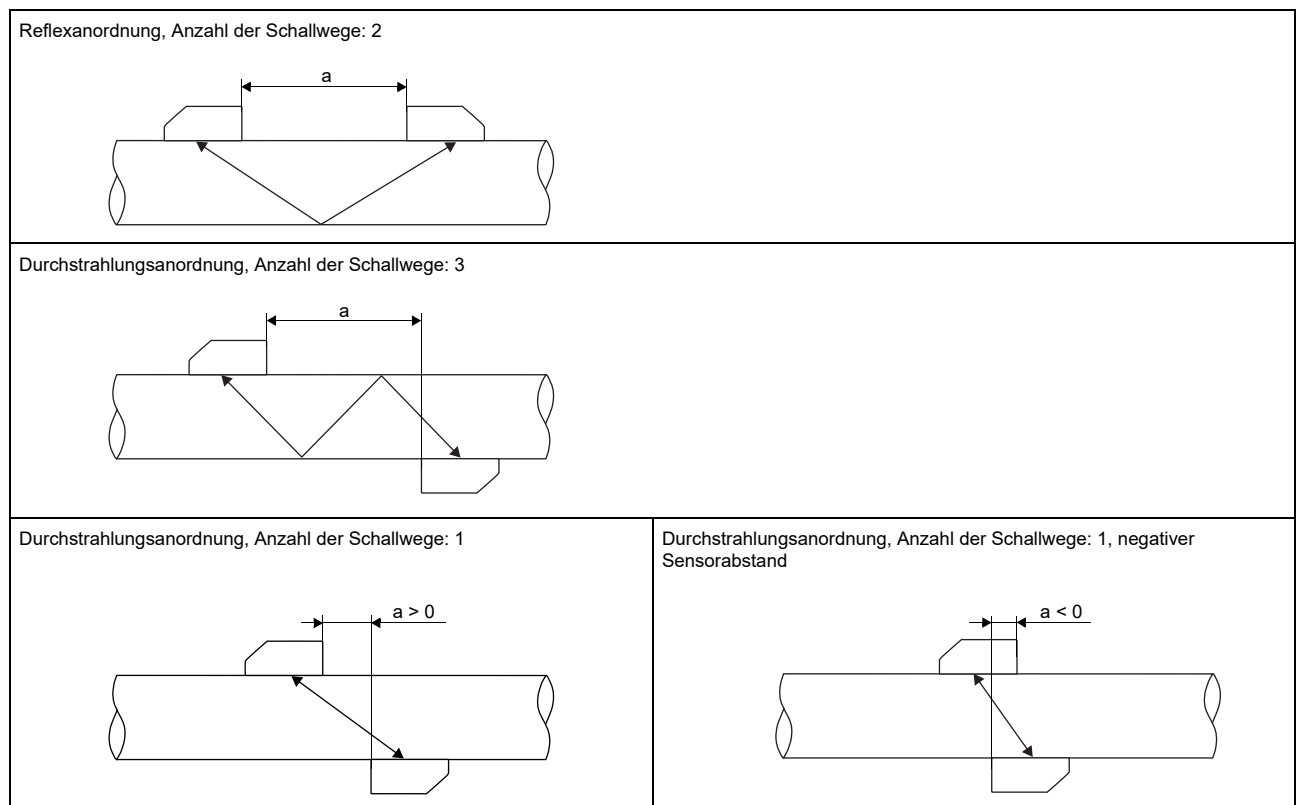 Reflexanordnung, Anzahl der Schallwege: 2
a
Durchstrahlungsanordnung, Anzahl der Schallwege: 3
a
Durchstrahlungsanordnung, Anzahl der Schallwege: 1
a > 0
Durchstrahlungsanordnung, Anzahl der Schallwege: 1, negativer
Sensorabstand
a < 0